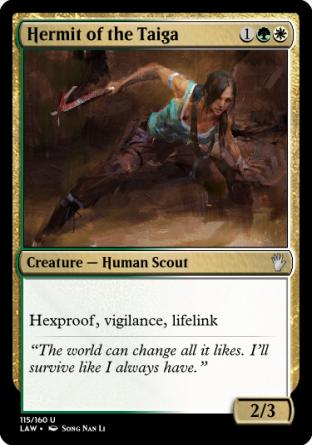 Hermit of the Taiga 1
Creature — Human Scout
Hexproof, vigilance, lifelink
“The world can change all it likes. I’ll
survive like I always have.”
2/3
115/160 U
LAW • Song Nan Li